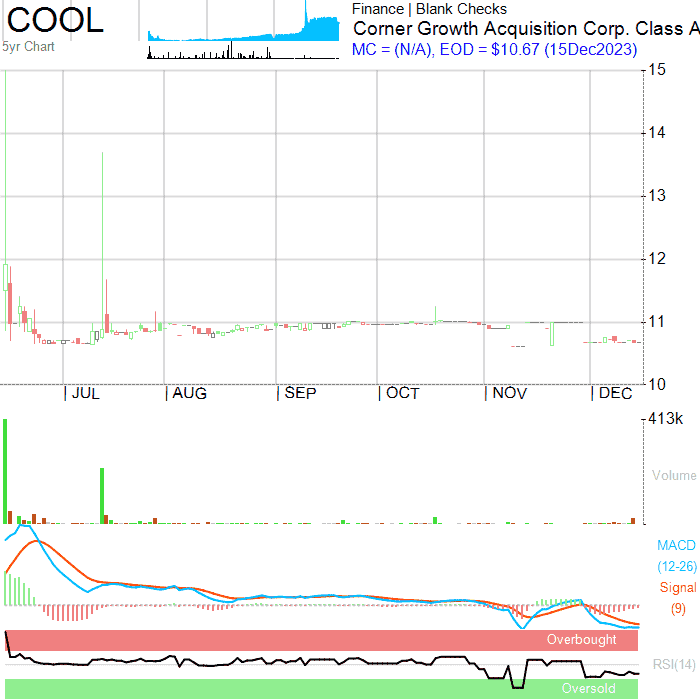 COOL
5yr Chart
Finance | Blank Checks
Corner Growth Acquisition Corp. Class A
MC = (N/A), EOD = $10.67 (15Dec2023)
15
14
13
12
11
10
JUL AUG SEP OCT NOV DEC
413k
Volume
MACD
(12-26)
Signal
(9)
Overbought
RSI(14)
Oversold